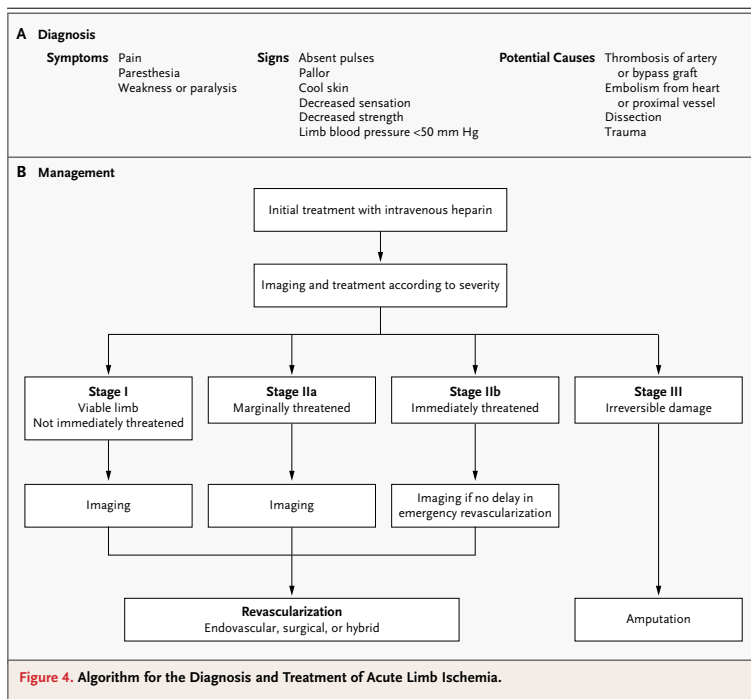 A Diagnosis
Symptoms
Pain
Paresthesia
Weakness or paralysis
Signs
Absent pulses
Pallor
Cool skin
Decreased sensation
Decreased strength
Limb blood pressure <50 mm Hg
Potential Causes
Thrombosis of artery
or bypass graft
Embolism from heart
or proximal vessel
Dissection
Trauma
B Management
Initial treatment with intravenous heparin
Imaging and treatment according to severity
Stage I
Viable limb
Not immediately threatened
Stage IIa
Marginally threatened
Stage IIb
Immediately threatened
Stage III
Irreversible damage
Imaging
Imaging
Imaging if no delay in
emergency revascularization
Revascularization
Endovascular, surgical, or hybrid
Amputation
Figure 4. Algorithm for the Diagnosis and Treatment of Acute Limb Ischemia.